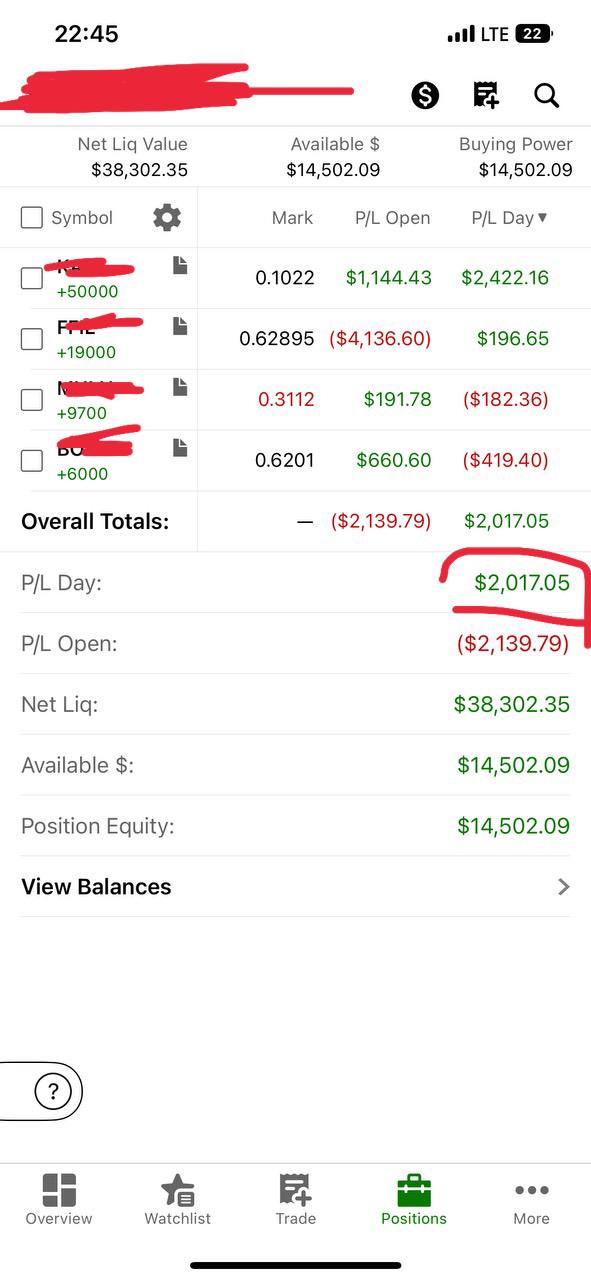 22:45
LTE 22
Net Liq Value Available $ Buying Power
$38,302.35 $14,502.09 $14,502.09
Symbol Mark P/L Open P/L Day ▼
0.1022 $1,144.43 $2,422.16
+50000
0.62895 ($4,136.60) $196.65
+19000
0.3112 $191.78 ($182.36)
+9700
0.6201 $660.60 ($419.40)
+6000
Overall Totals: — ($2,139.79) $2,017.05
P/L Day: $2,017.05
P/L Open: ($2,139.79)
Net Liq: $38,302.35
Available $: $14,502.09
Position Equity: $14,502.09
View Balances
?
Overview Watchlist Trade Positions More